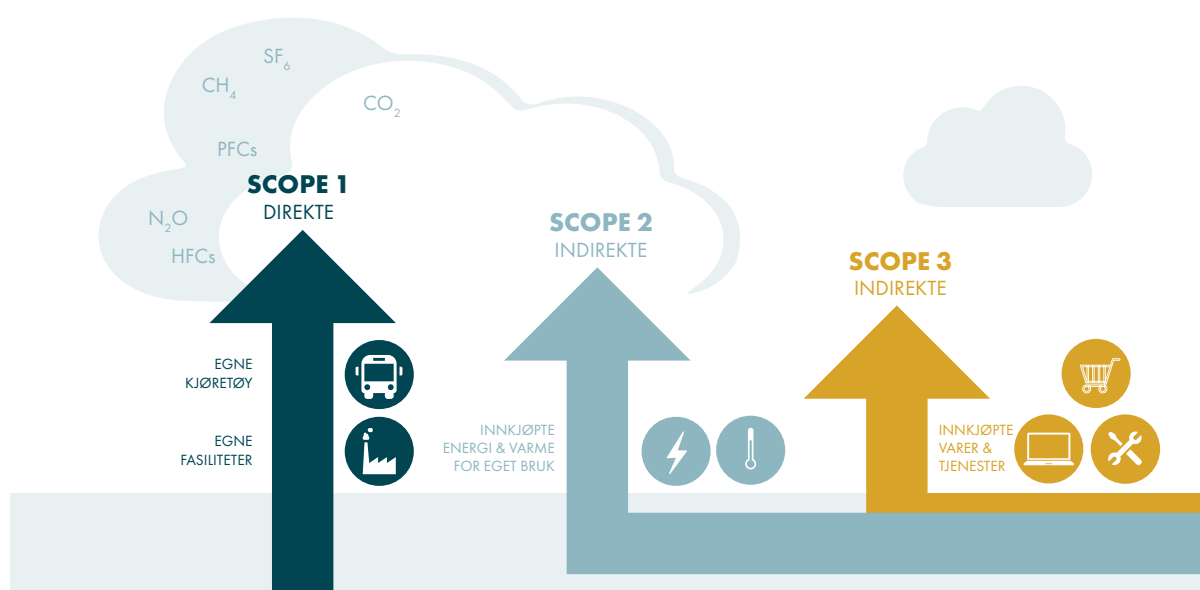 SF₆
CH₄
CO₂
PFCs
N₂O
HFCs
SCOPE 1
DIREKTE
EGNE
KJØRETØY
EGNE
FASILITETER
SCOPE 2
INDIREKTE
INNKJØPTE
ENERGI & VARME
FOR EGET BRUK
SCOPE 3
INDIREKTE
INNKJØPTE
VARER &
TJENESTER